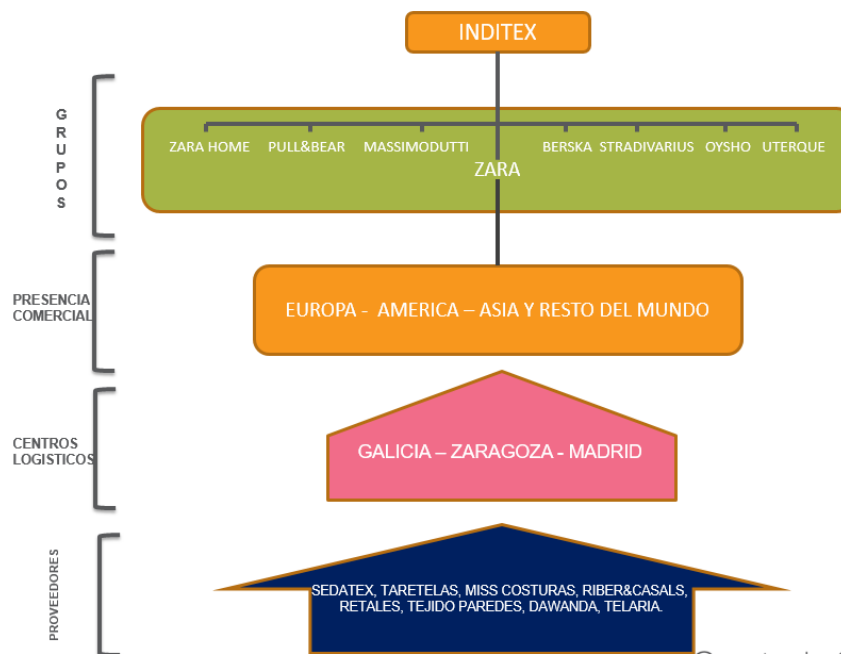 INDITEX
GRUPOS
ZARA HOME PULL&BEAR MASSIMODUTTI BERSKA STRADIVARIUS OYSHO UTERQUE
ZARA
PRESENCIA
COMERCIAL
EUROPA - AMERICA – ASIA Y RESTO DEL MUNDO
CENTROS
LOGISTICOS
GALICIA – ZARAGOZA - MADRID
PROVEEDORES
SEDATEX, TARETELAS, MISS COSTURAS, RIBER&CASALS,
RETALES, TEJIDO PAREDES, DAWANDA, TELARIA.